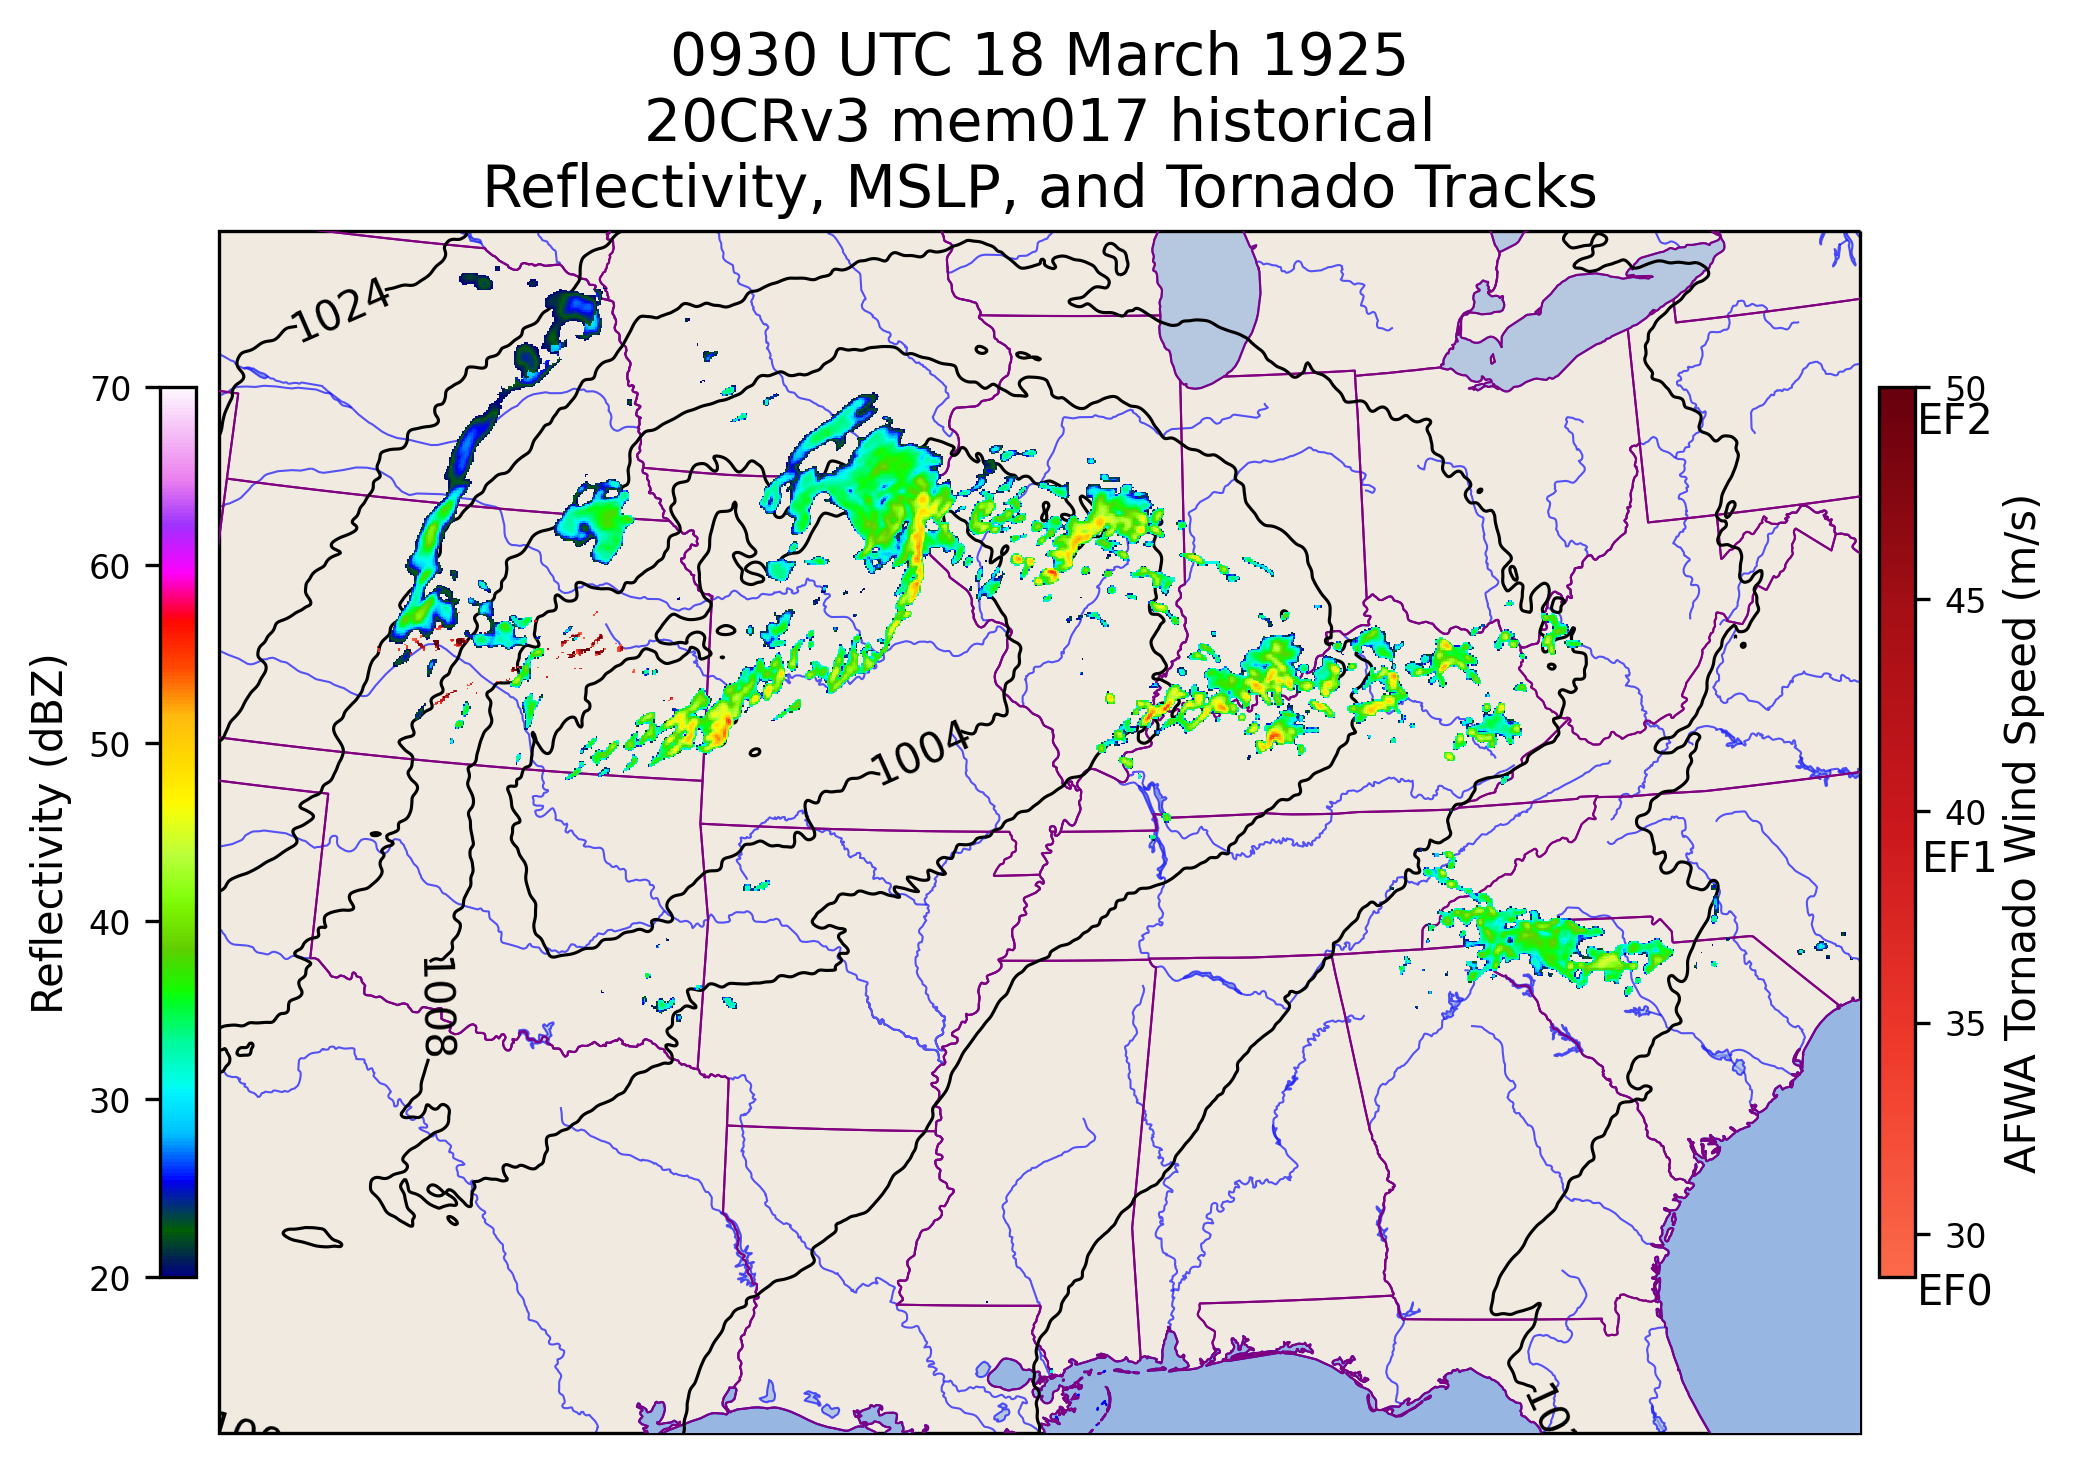 0930 UTC 18 March 1925
20CRv3 mem017 historical
Reflectivity, MSLP, and Tornado Tracks
1024
1004
1008
70
60
50
40
30
20
Reflectivity (dBZ)
50
EF2
45
40
EF1
35
30
EF0
AFWA Tornado Wind Speed (m/s)